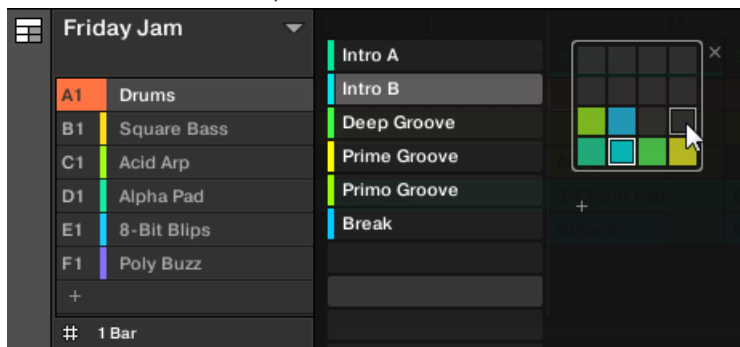 Friday Jam
A1 Drums
B1 Square Bass
C1 Acid Arp
D1 Alpha Pad
E1 8-Bit Blips
F1 Poly Buzz
+
1 Bar
Intro A
Intro B
Deep Groove
Prime Groove
Primo Groove
Break
×
+